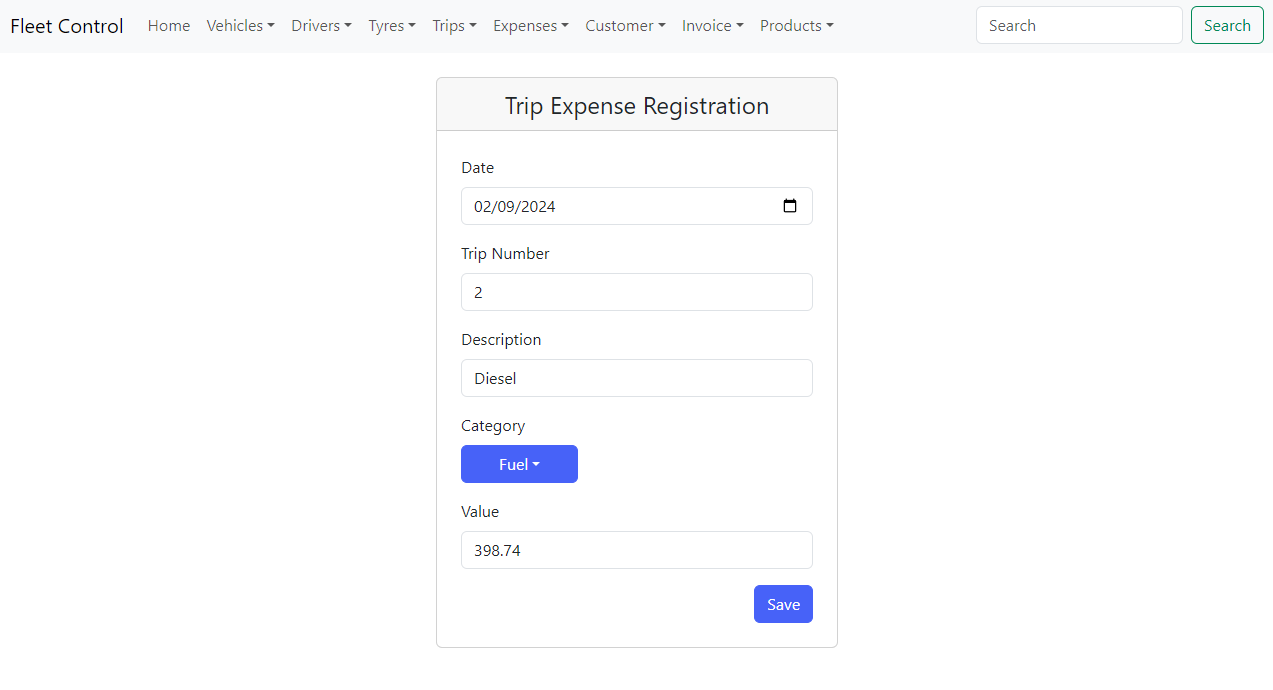 Fleet Control Home Vehicles Drivers Tyres Trips Expenses Customer Invoice Products Search Search
Trip Expense Registration
Date
02/09/2024
Trip Number
2
Description
Diesel
Category
Fuel
Value
398.74
Save